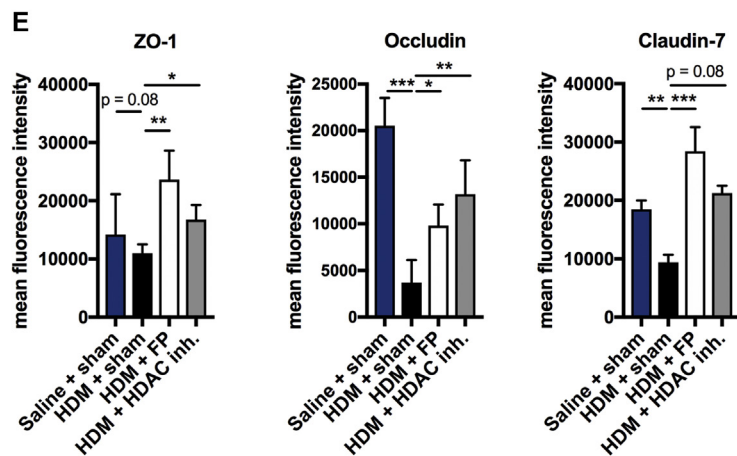 E
ZO-1
mean fluorescence intensity
40000
30000
20000
10000
0
p = 0.08
*
**
Saline + sham
HDM + sham
HDM + FP
HDM + HDAC inh.
Occludin
mean fluorescence intensity
25000
20000
15000
10000
5000
0
**
*** *
Saline + sham
HDM + sham
HDM + FP
HDM + HDAC inh.
Claudin-7
mean fluorescence intensity
40000
30000
20000
10000
0
p = 0.08
** ***
Saline + sham
HDM + sham
HDM + FP
HDM + HDAC inh.